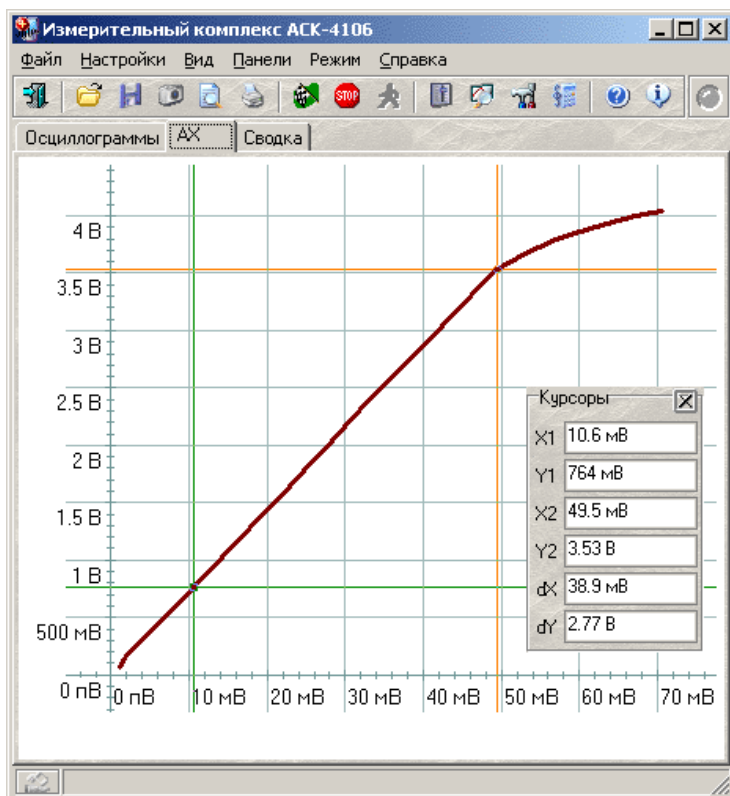 Измерительный комплекс АСК-4106
Файл Настройки Вид Панели Режим Справка
STOP
Осциллограммы АХ Сводка
4 В
3.5 В
3 В
2.5 В
2 В
1.5 В
1 В
500 мВ
0 пВ
0 пВ 10 мВ 20 мВ 30 мВ 40 мВ 50 мВ 60 мВ 70 мВ
Курсоры
X1 10.6 мВ
Y1 764 мВ
X2 49.5 мВ
Y2 3.53 В
dX 38.9 мВ
dY 2.77 В